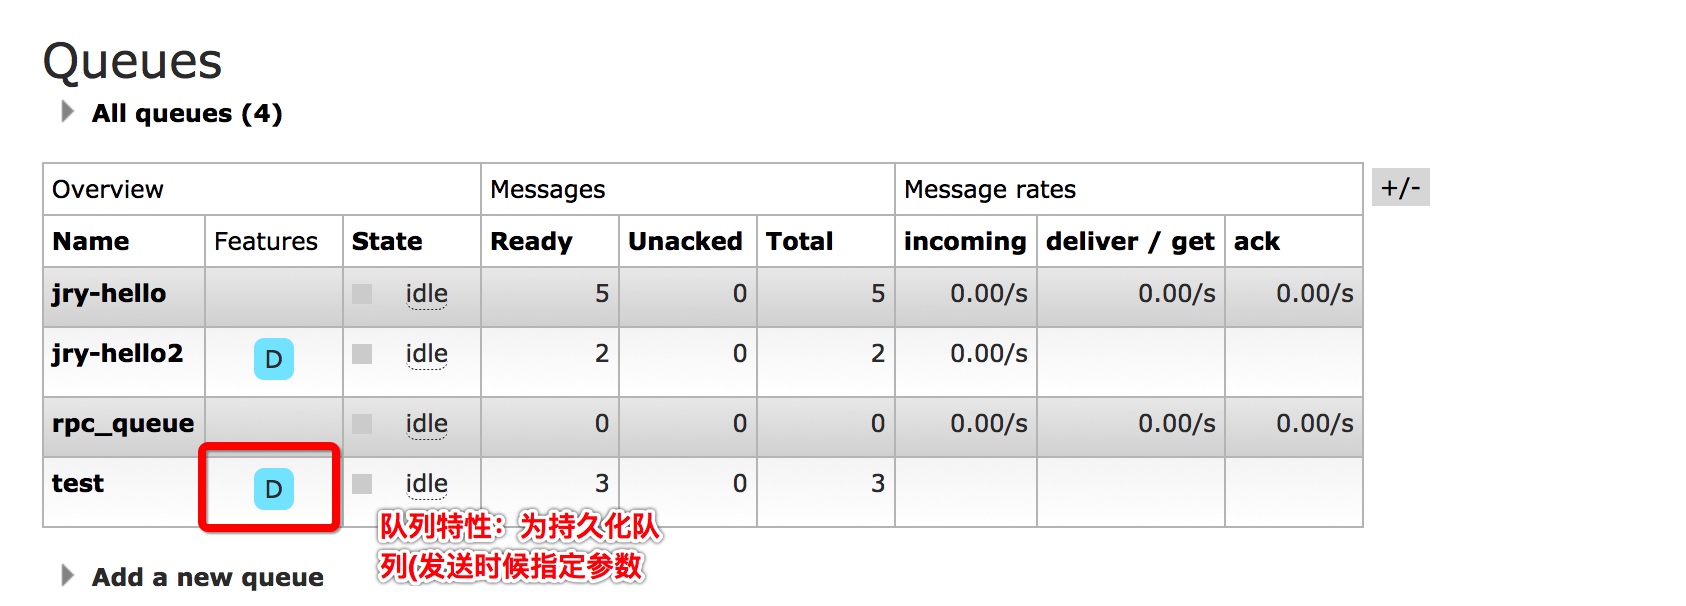 Queues
All queues (4)
Overview Messages Message rates +/-
Name Features State Ready Unacked Total incoming deliver / get ack
jry-hello idle 5 0 5 0.00/s 0.00/s 0.00/s
jry-hello2 D idle 2 0 2 0.00/s
rpc_queue idle 0 0 0 0.00/s 0.00/s 0.00/s
test D idle 3 0 3
队列特性：为持久化队
列(发送时候指定参数
Add a new queue